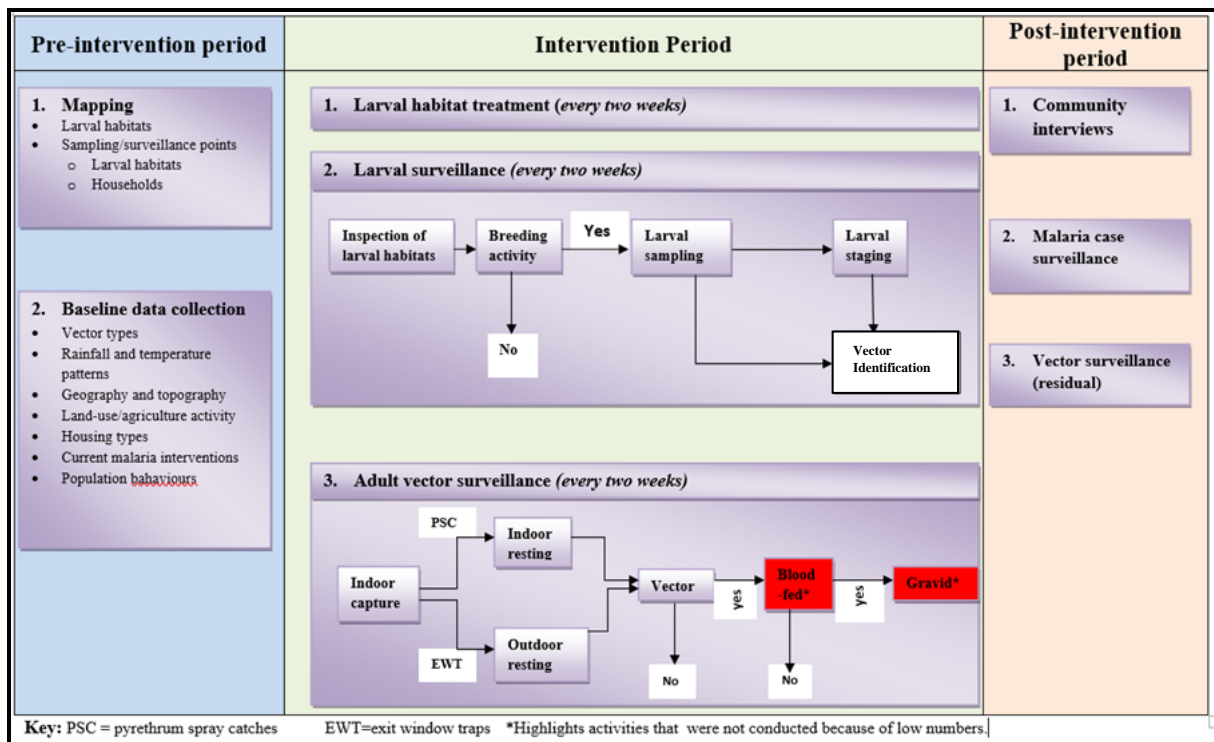 Pre-intervention period
1. Mapping
• Larval habitats
• Sampling/surveillance points
o Larval habitats
o Households
2. Baseline data collection
• Vector types
• Rainfall and temperature
patterns
• Geography and topography
• Land-use/agriculture activity
• Housing types
• Current malaria interventions
• Population bahaviours
Intervention Period
1. Larval habitat treatment (every two weeks)
2. Larval surveillance (every two weeks)
Inspection of
larval habitats
Breeding
activity
Yes
Larval
sampling
Larval
staging
No
Vector
Identification
3. Adult vector surveillance (every two weeks)
PSC
Indoor
resting
Indoor
capture
EWT
Outdoor
resting
Vector
yes
Blood
-fed*
yes
Gravid*
No
No
Post-intervention
period
1. Community
interviews
2. Malaria case
surveillance
3. Vector surveillance
(residual)
Key: PSC = pyrethrum spray catches EWT=exit window traps *Highlights activities that were not conducted because of low numbers.